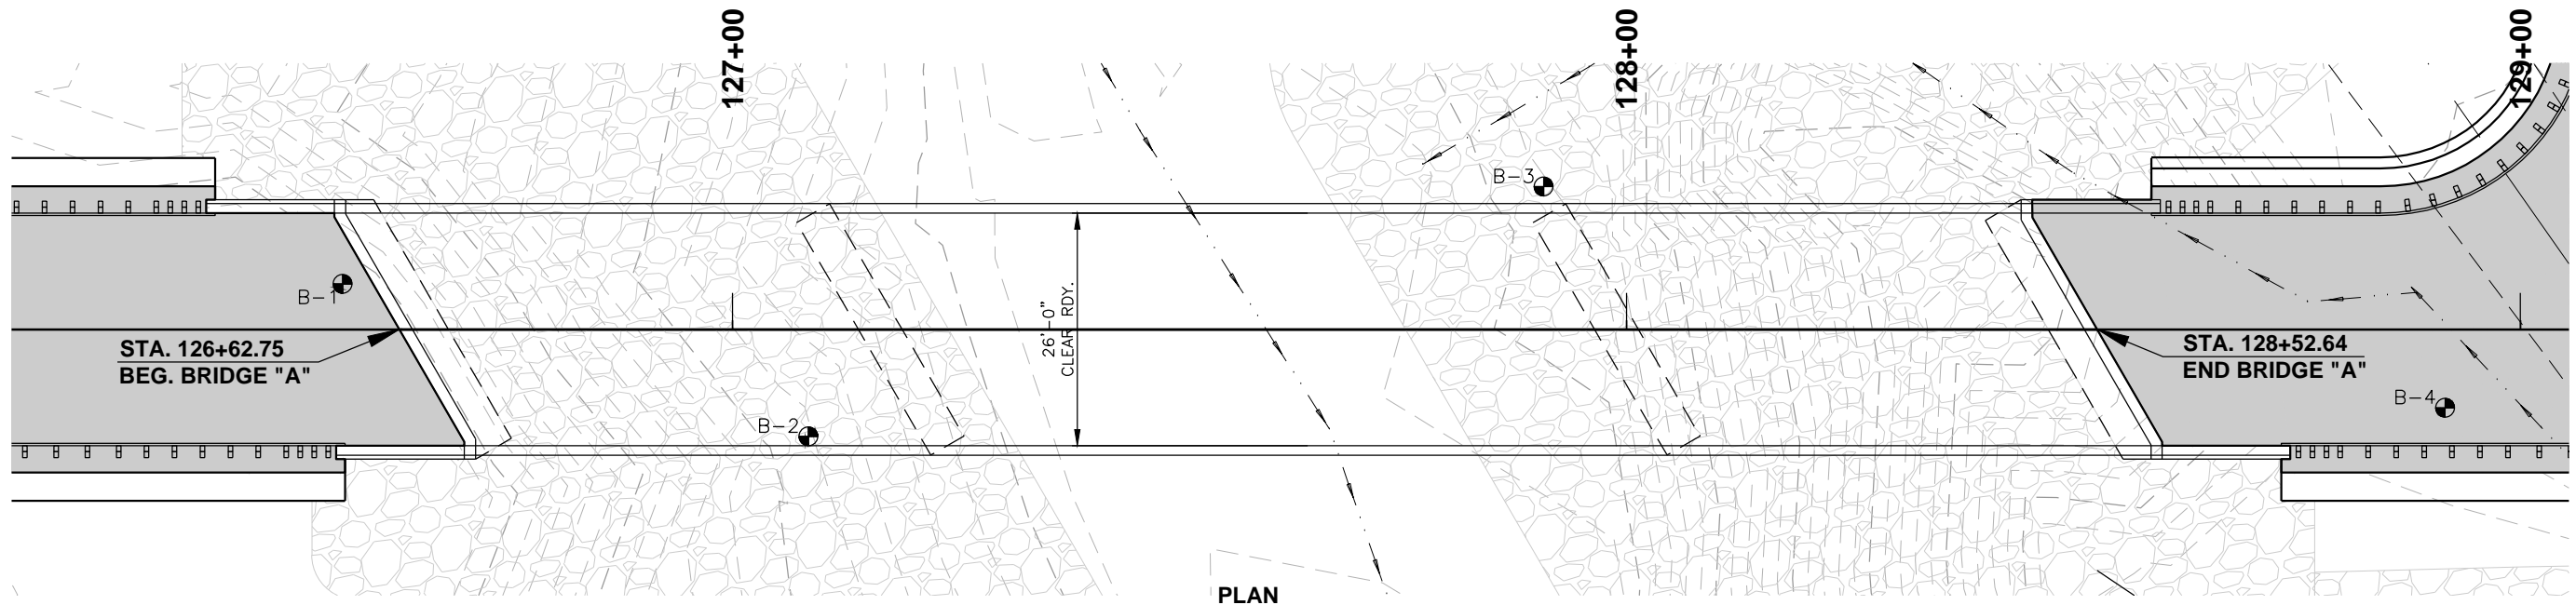 127+00
128+00
129+00
B-3
B-1
26'-0"
CLEAR RDY.
STA. 126+62.75
BEG. BRIDGE "A"
STA. 128+52.64
END BRIDGE "A"
B-4
B-2
PLAN